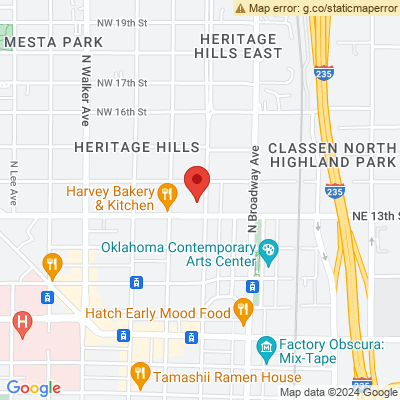 Map error: g.co/staticmaperror
NW 19th St
MESTA PARK
HERITAGE
HILLS EAST
N Walker Ave
NW 17th St
235
NW 16th St
HERITAGE HILLS
CLASSEN NORTH
HIGHLAND PARK
N Lee Ave
N Broadway Ave
Harvey Bakery
& Kitchen
235
NE 13th S
Oklahoma Contemporary
Arts Center
Hatch Early Mood Food
H
Factory Obscura:
Mix-Tape
Tamashii Ramen House
235
Google
Map data ©2024 Google